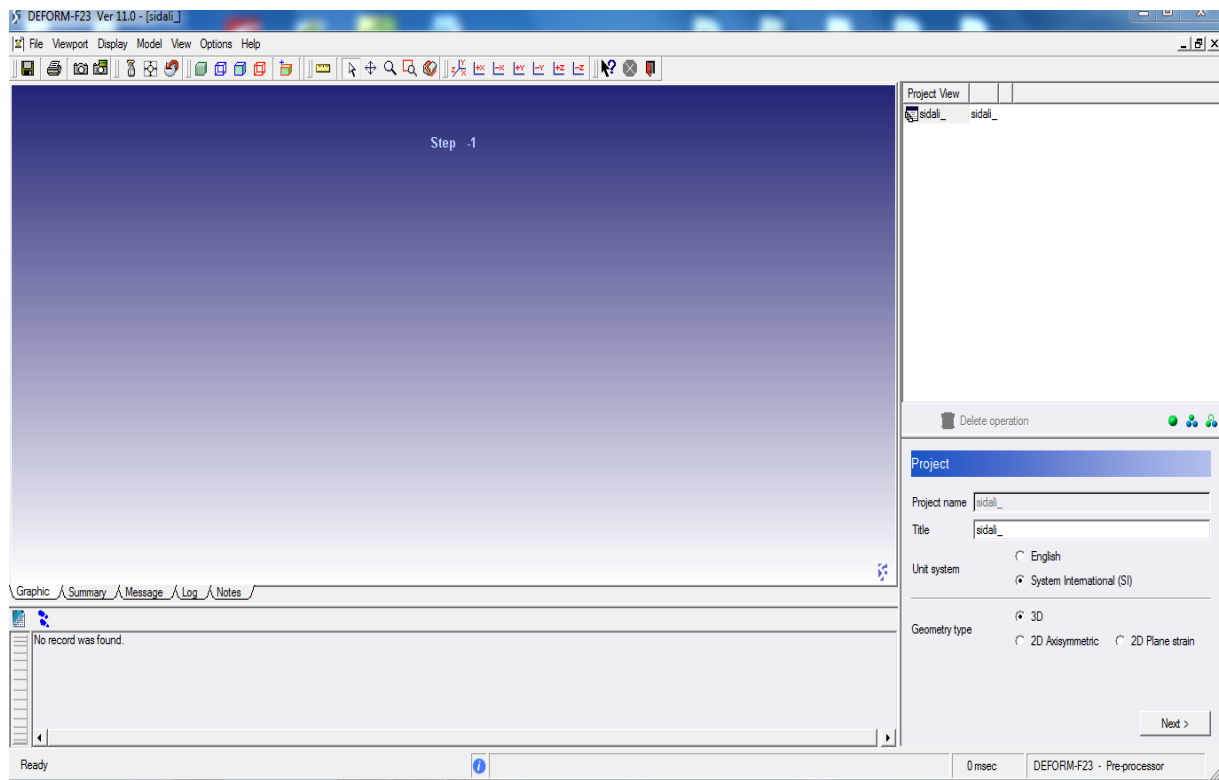 DEFORM-F23 Ver 11.0 - [sidali_]
File Viewport Display Model View Options Help
Project View
sidali_ sidali_
Step -1
Delete operation
Project
Project name sidali_
Title sidali_
Unit system
English
System International (SI)
Geometry type
3D
2D Axisymmetric 2D Plane strain
Next >
Graphic Summary Message Log Notes
No record was found.
Ready
0 msec DEFORM-F23 - Pre-processor